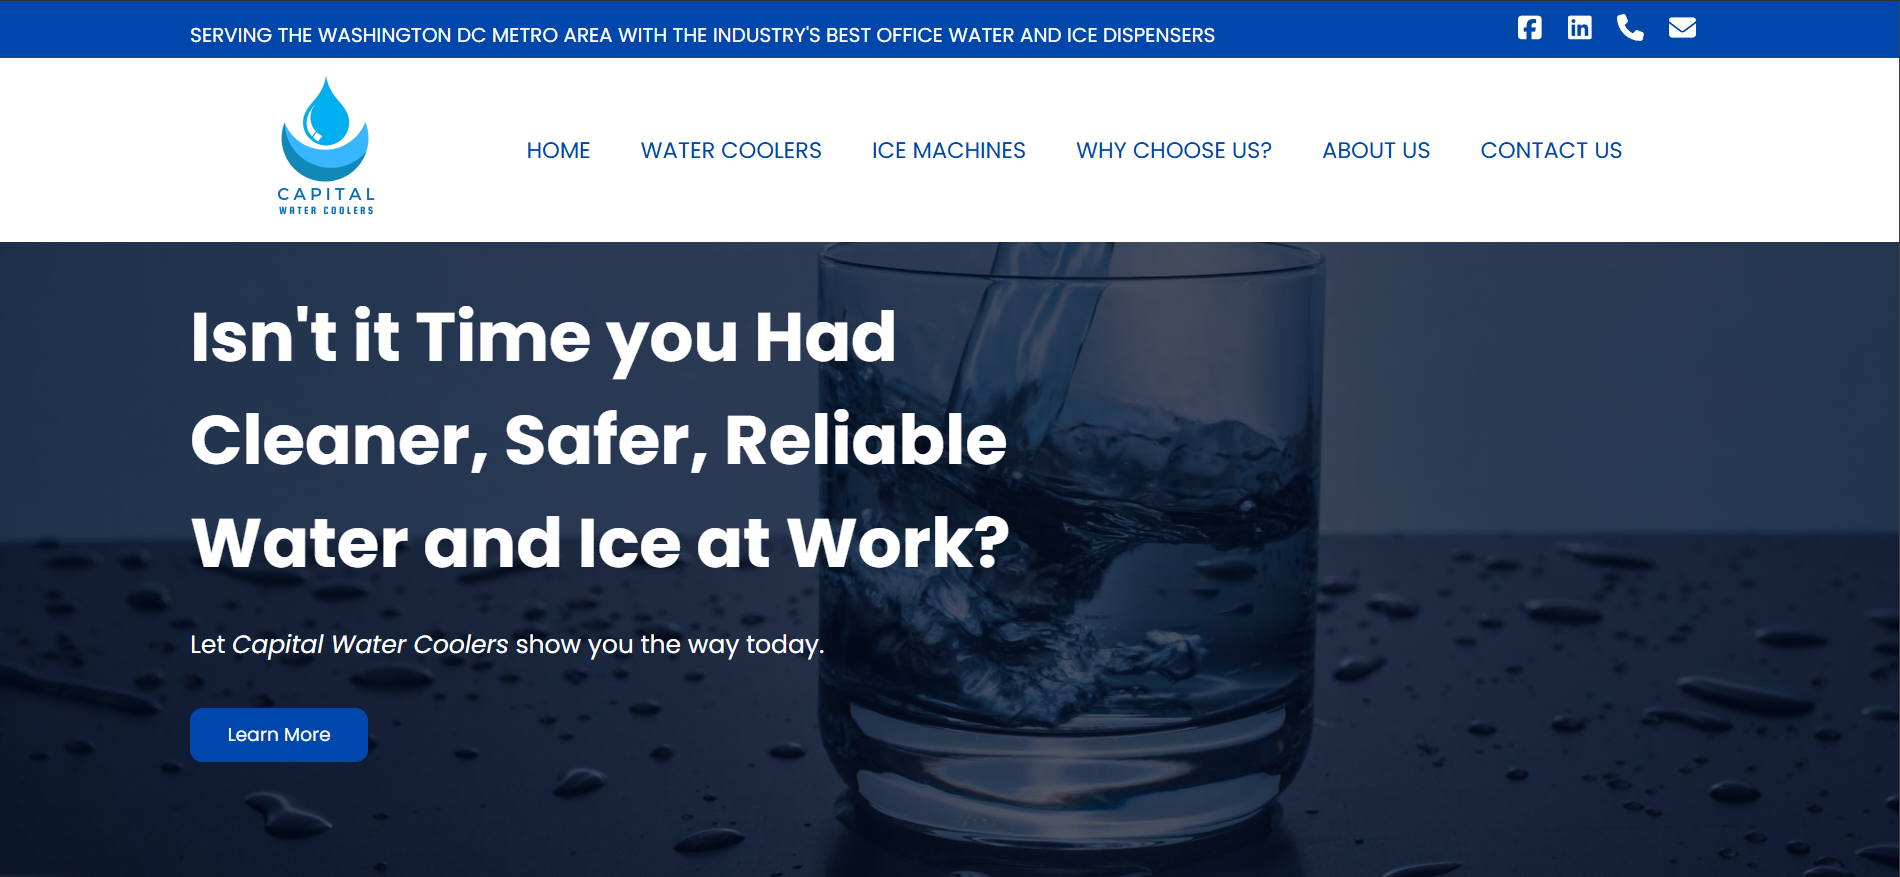 SERVING THE WASHINGTON DC METRO AREA WITH THE INDUSTRY'S BEST OFFICE WATER AND ICE DISPENSERS
CAPITAL
WATER COOLERS
HOME WATER COOLERS ICE MACHINES WHY CHOOSE US? ABOUT US CONTACT US
Isn't it Time you Had
Cleaner, Safer, Reliable
Water and Ice at Work?
Let Capital Water Coolers show you the way today.
Learn More